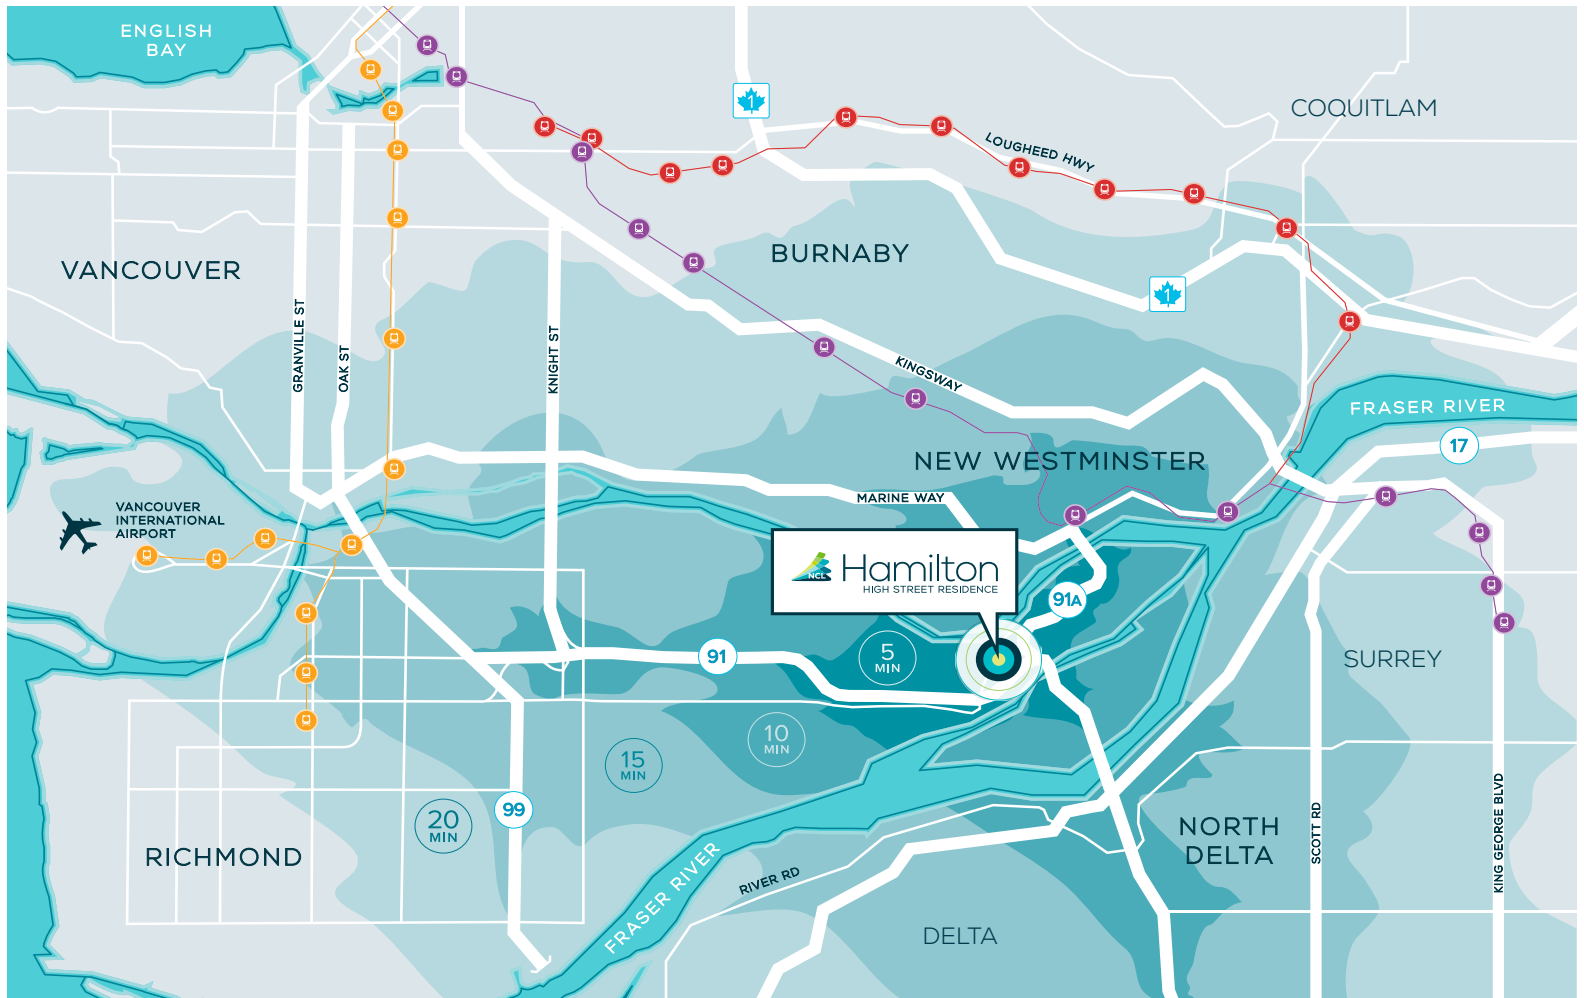 ENGLISH
BAY
1
COQUITLAM
LOUGHEED HWY
BURNABY
VANCOUVER
1
GRANVILLE ST
OAK ST
KNIGHT ST
KINGSWAY
FRASER RIVER
17
NEW WESTMINSTER
MARINE WAY
VANCOUVER
INTERNATIONAL
AIRPORT
NCL
Hamilton
HIGH STREET RESIDENCE
91A
91
5
MIN
SURREY
10
MIN
15
MIN
20
MIN
99
RICHMOND
NORTH
DELTA
SCOTT RD
KING GEORGE BLVD
RIVER RD
FRASER RIVER
DELTA